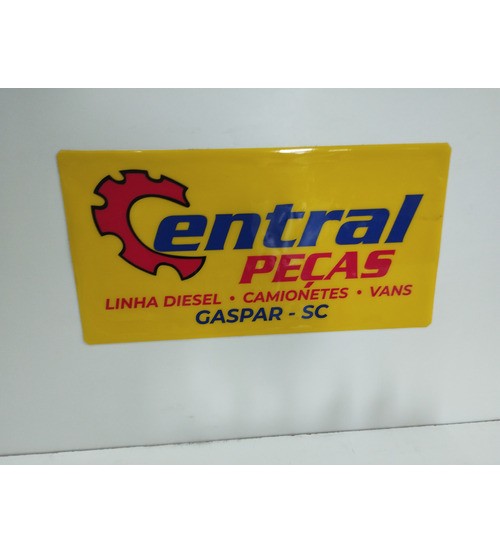 Central
PEÇAS
LINHA DIESEL • CAMIONETES • VANS
GASPAR - SC